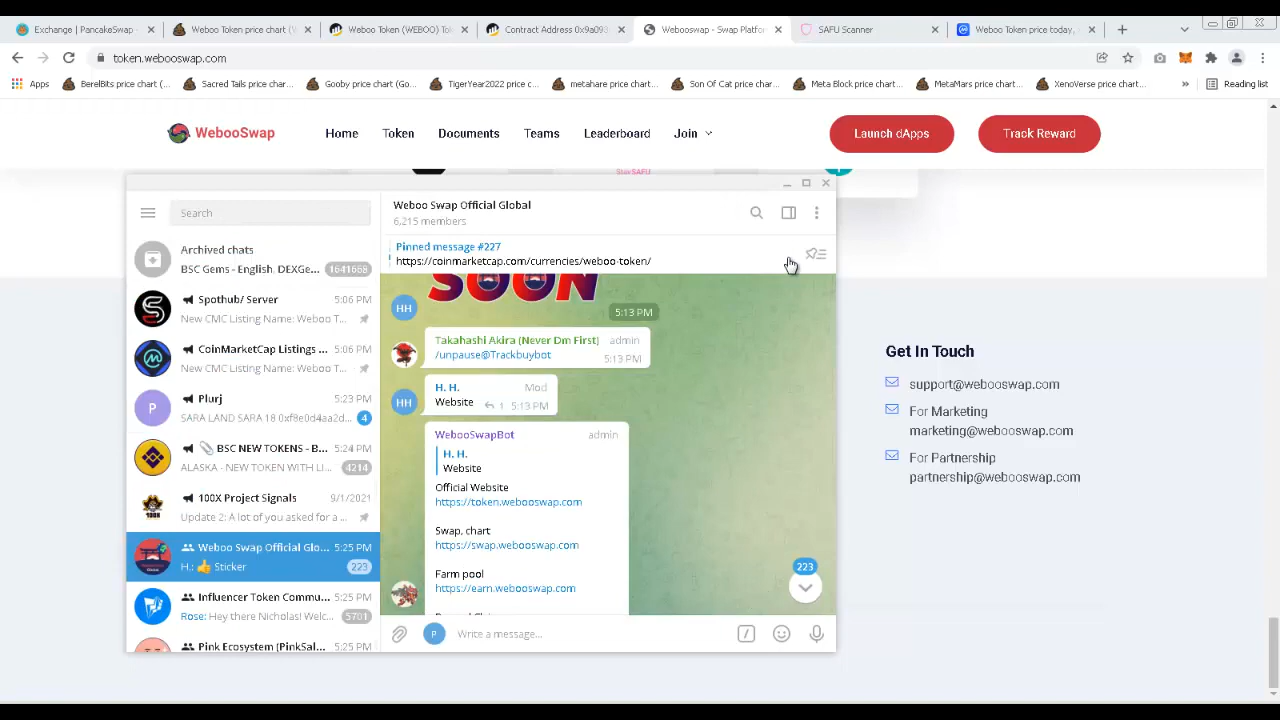 Exchange | PancakeSwap -
Weboo Token price chart (
Weboo Token (WEBOO) Tok
Contract Address 0x9a093
Webooswap - Swap Platfo
SAFU Scanner
Weboo Token price today,
token.webooswap.com
Apps
BerelBits price chart (...
Sacred Tails price char...
Gooby price chart (Go...
TigerYear2022 price c...
metahare price chart...
Son Of Cat price char...
Meta Block price chart...
MetaMars price chart...
XenoVerse price chart...
»
Reading list
WebooSwap
Home
Token
Documents
Teams
Leaderboard
Join
Launch dApps
Track Reward
Search
Archived chats
BSC Gems - English, DEXGe...
1641668
Spothub/ Server
5:06 PM
New CMC Listing Name: Weboo T...
CoinMarketCap Listings ...
5:06 PM
New CMC Listing Name: Weboo T...
Plurj
5:23 PM
SARA LAND SARA 18 0xf8e0d4aa2d...
4
BSC NEW TOKENS - B...
5:24 PM
ALASKA - NEW TOKEN WITH LI...
4214
100X Project Signals
9/1/2021
Update 2: A lot of you asked for a ...
Weboo Swap Official Glo...
5:25 PM
H.: 👍 Sticker
223
Influencer Token Commu...
5:25 PM
Rose: Hey there Nicholas! Welc...
5701
Pink Ecosystem (PinkSal...
5:25 PM
Weboo Swap Official Global
6,215 members
Pinned message #227
https://coinmarketcap.com/currencies/weboo-token/
SOON
HH
5:13 PM
Takahashi Akira (Never Dm First)
admin
/unpause@Trackbuybot
5:13 PM
H. H.
Mod
HH
Website
1 5:13 PM
WebooSwapBot
admin
H. H.
Website
Official Website
https://token.webooswap.com
Swap, chart
https://swap.webooswap.com
Farm pool
https://earn.webooswap.com
223
P
Write a message...
Get In Touch
support@webooswap.com
For Marketing
marketing@webooswap.com
For Partnership
partnership@webooswap.com